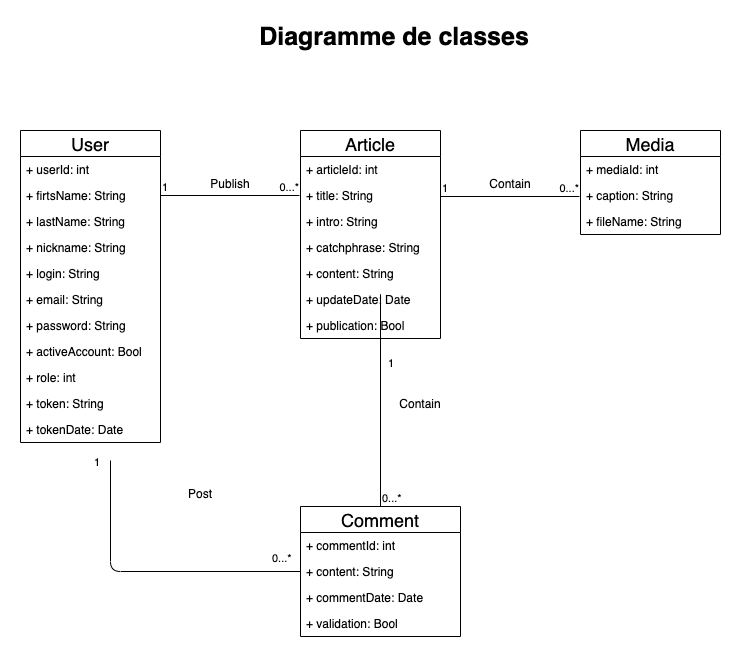 Diagramme de classes
User
+ userId: int
+ firtsName: String
+ lastName: String
+ nickname: String
+ login: String
+ email: String
+ password: String
+ activeAccount: Bool
+ role: int
+ token: String
+ tokenDate: Date
1
Publish
0...*
Article
+ articleId: int
+ title: String
+ intro: String
+ catchphrase: String
+ content: String
+ updateDate: Date
+ publication: Bool
1
Contain
0...*
Media
+ mediaId: int
+ caption: String
+ fileName: String
1
Contain
0...*
1
Post
0...*
Comment
+ commentId: int
+ content: String
+ commentDate: Date
+ validation: Bool